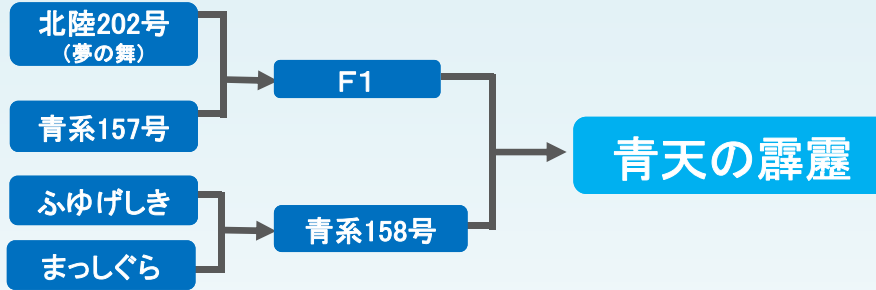 北陸202号
（夢の舞）
青系157号
F1
ふゆげしき
まっしぐら
青系158号
青天の霹靂